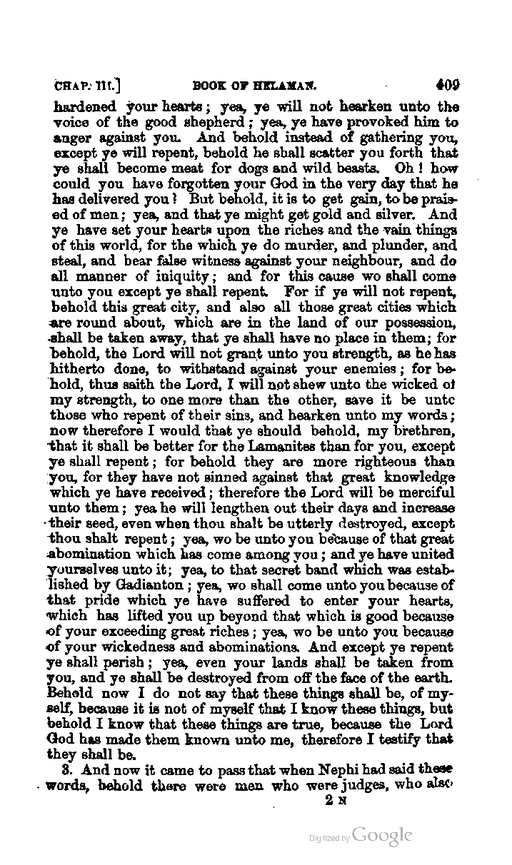 CHAP. III.] BOOK OF HELAMAN. 409
hardened your hearts; yea, ye will not hearken unto the
voice of the good shepherd; yea, ye have provoked him to
anger against you. And behold instead of gathering you,
except ye will repent, behold he shall scatter you forth that
ye shall become meat for dogs and wild beasts. Oh! how
could you have forgotten your God in the very day that he
has delivered you? But behold, it is to get gain, to be prais-
ed of men; yea, and that ye might get gold and silver. And
ye have set your hearts upon the riches and the vain things
of this world, for the which ye do murder, and plunder, and
steal, and bear false witness against your neighbour, and do
all manner of iniquity; and for this cause wo shall come
unto you except ye shall repent. For if ye will not repent,
behold this great city, and also all those great cities which
are round about, which are in the land of our possession,
shall be taken away, that ye shall have no place in them; for
behold, the Lord will not grant unto you strength, as he has
hitherto done, to withstand against your enemies; for be-
hold, thus saith the Lord, I will not shew unto the wicked of
my strength, to one more than the other, save it be unto
those who repent of their sins, and hearken unto my words;
now therefore I would that ye should behold, my brethren,
that it shall be better for the Lamanites than for you, except
ye shall repent; for behold they are more righteous than
you, for they have not sinned against that great knowledge
which ye have received; therefore the Lord will be merciful
unto them; yea he will lengthen out their days and increase
their seed, even when thou shalt be utterly destroyed, except
thou shalt repent; yea, wo be unto you because of that great
abomination which has come among you; and ye have united
yourselves unto it; yea, to that secret band which was estab-
lished by Gadianton; yea, wo shall come unto you because of
that pride which ye have suffered to enter your hearts,
which has lifted you up beyond that which is good because
of your exceeding great riches; yea, wo be unto you because
of your wickedness and abominations. And except ye repent
ye shall perish; yea, even your lands shall be taken from
you, and ye shall be destroyed from off the face of the earth.
Behold now I do not say that these things shall be, of my-
self, because it is not of myself that I know these things, but
behold I know that these things are true, because the Lord
God has made them known unto me, therefore I testify that
they shall be.
3. And now it came to pass that when Nephi had said these
words, behold there were men who were judges, who also
2 N
Digitized by Google